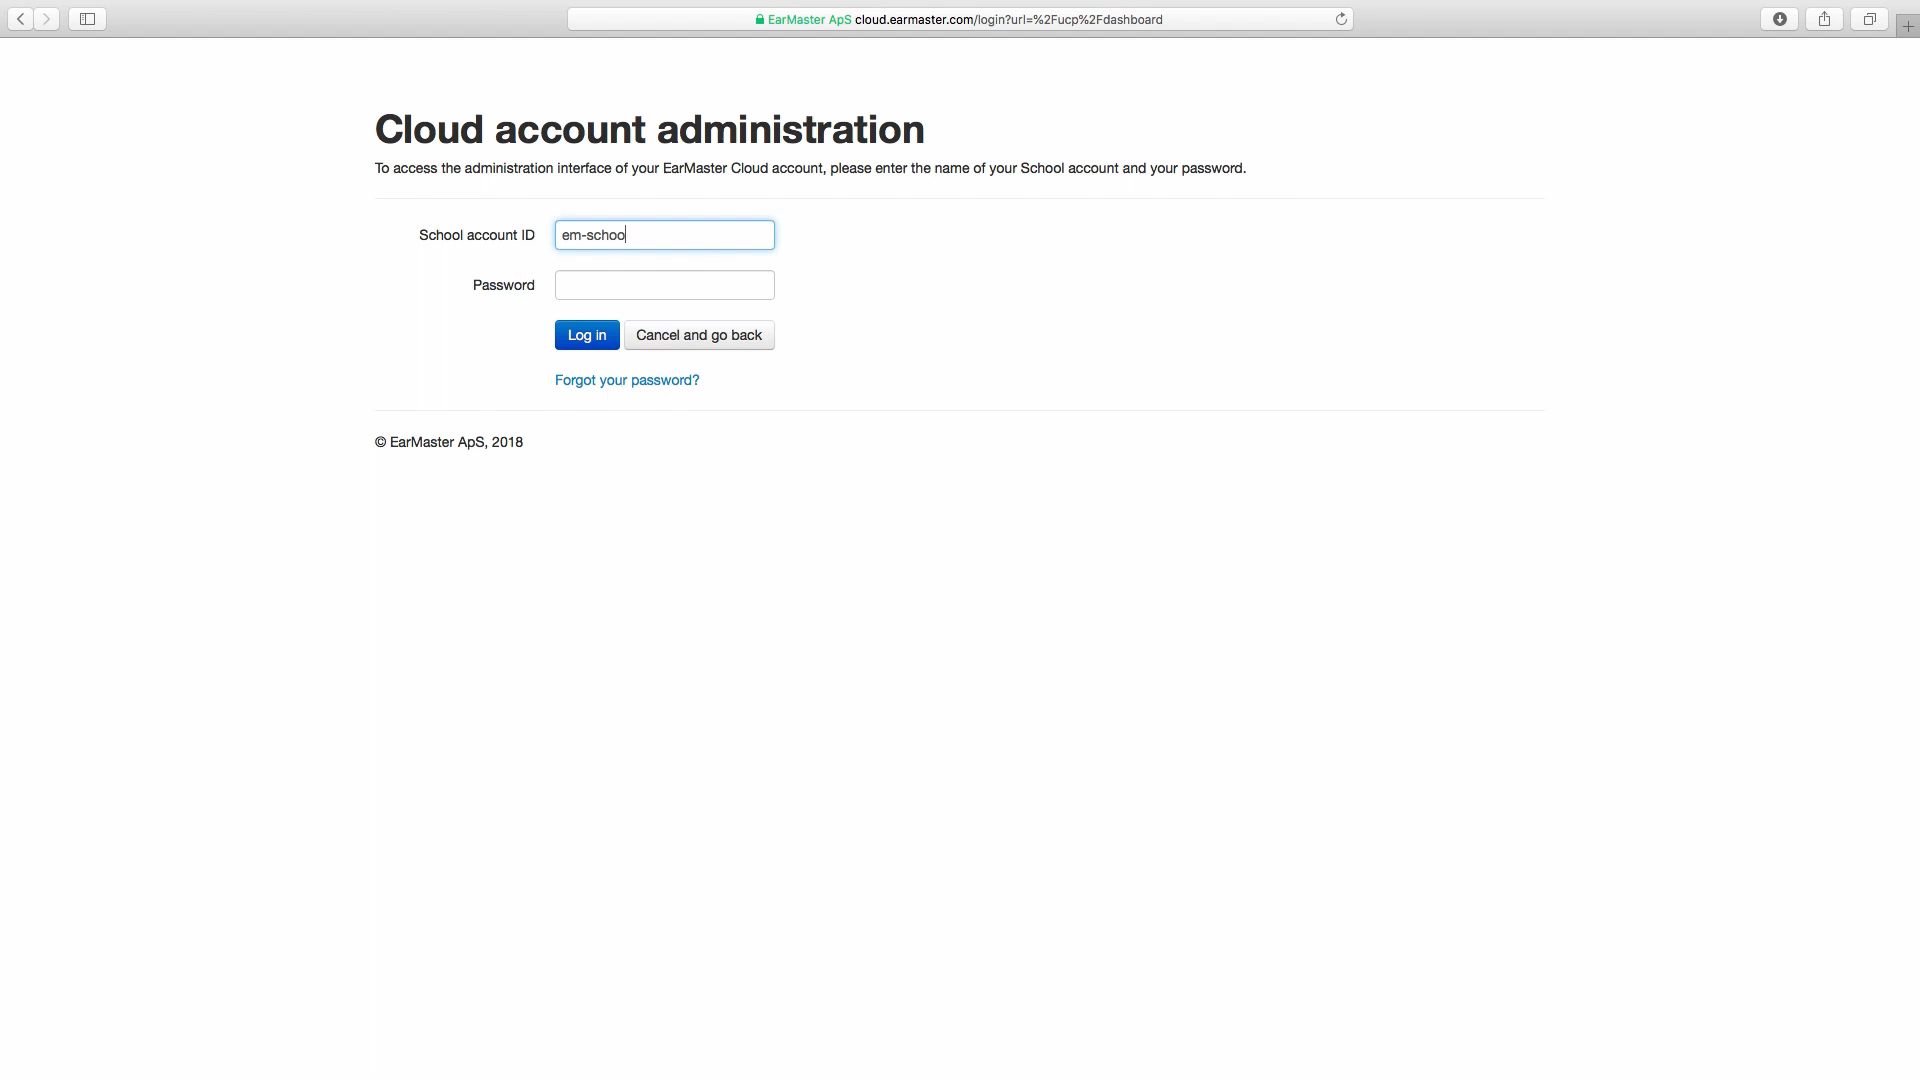 EarMaster ApS cloud.earmaster.com/login?url=%2Fucp%2Fdashboard
Cloud account administration
To access the administration interface of your EarMaster Cloud account, please enter the name of your School account and your password.
School account ID em-schoo
Password
Log in Cancel and go back
Forgot your password?
© EarMaster ApS, 2018